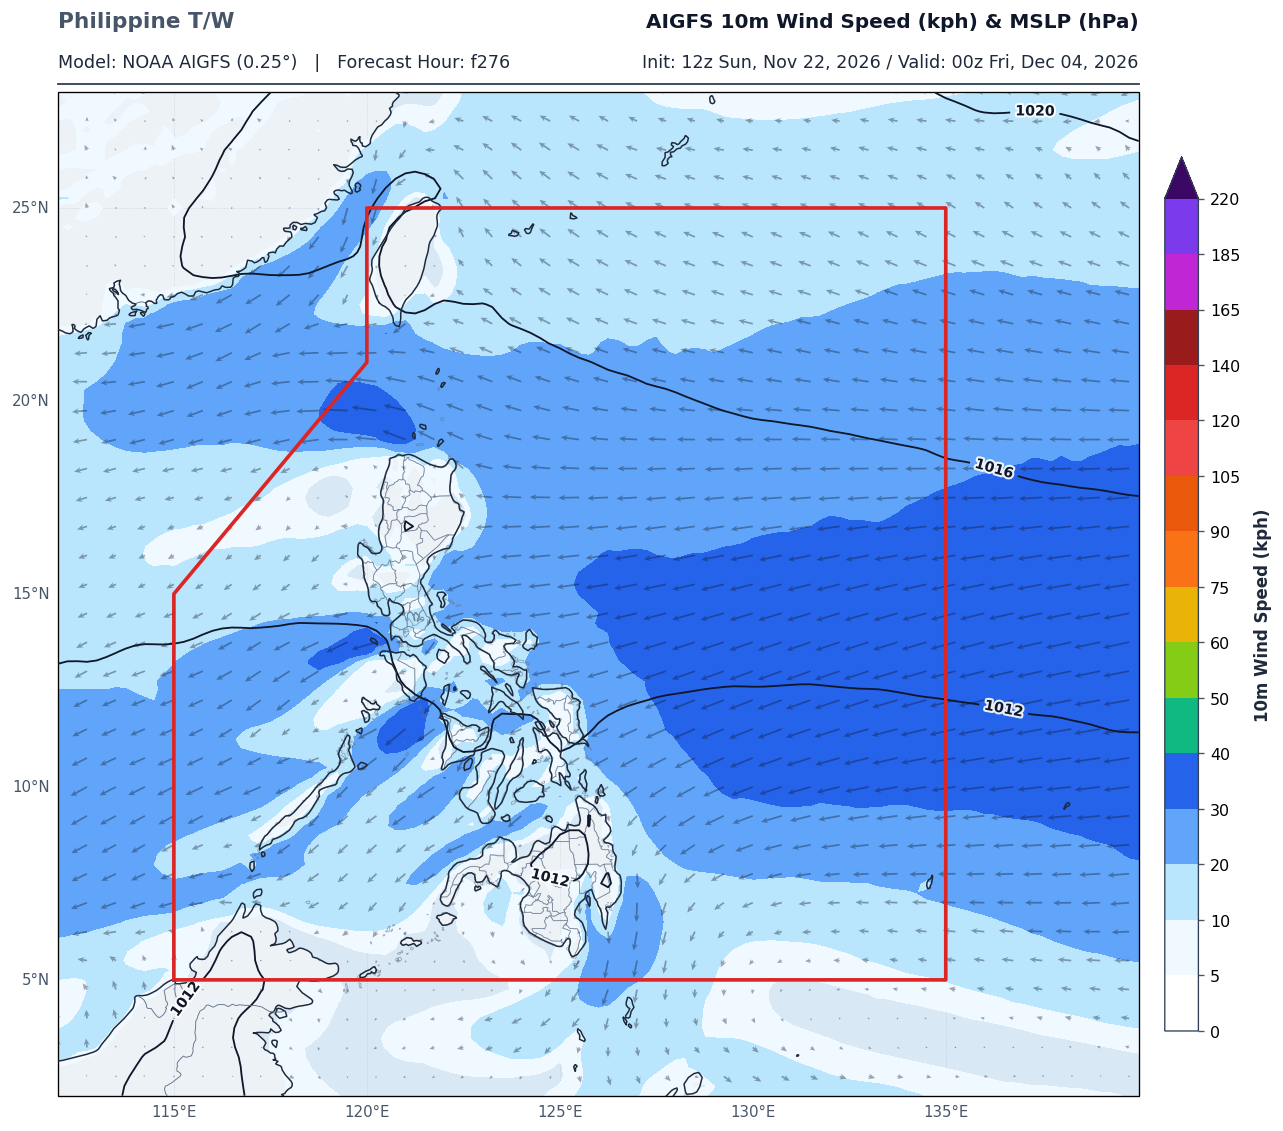 Philippine T/W
AIGFS 10m Wind Speed (kph) & MSLP (hPa)
Model: NOAA AIGFS (0.25°) | Forecast Hour: f276
Init: 12z Sun, Nov 22, 2026 / Valid: 00z Fri, Dec 04, 2026
1020
25°N
20°N
1016
15°N
1012
10°N
1012
5°N
1012
115°E
120°E
125°E
130°E
135°E
220
185
165
140
120
105
90
75
60
50
40
30
20
10
5
0
10m Wind Speed (kph)